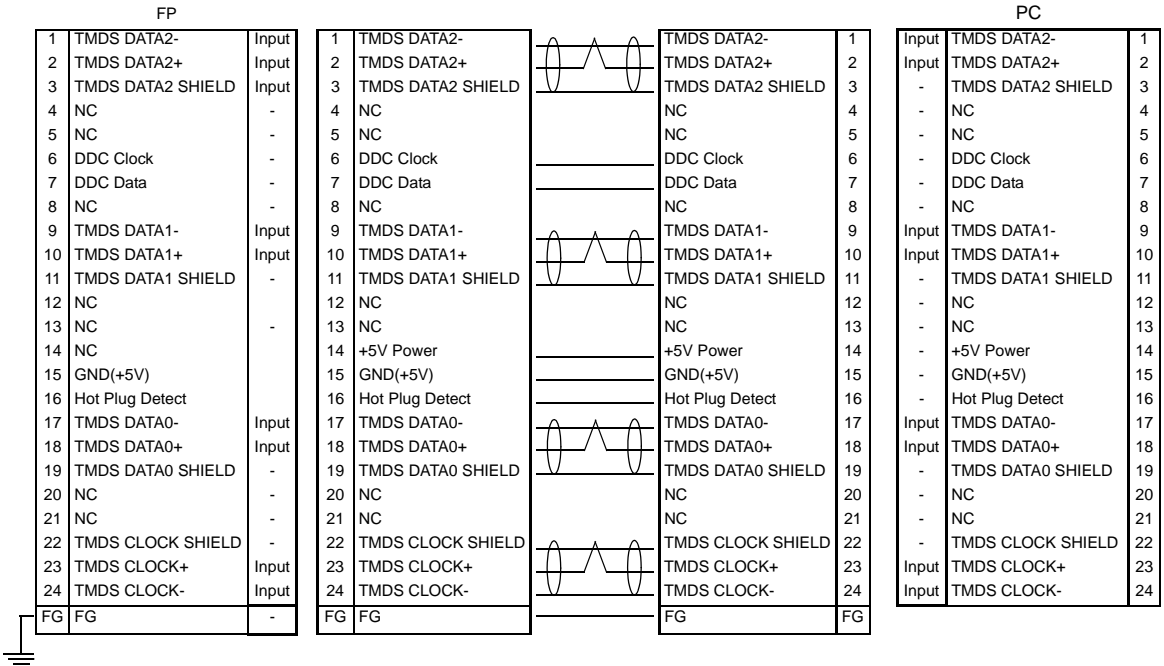 FP PC
1 TMDS DATA2- Input 1 TMDS DATA2- TMDS DATA2- 1 Input TMDS DATA2- 1
2 TMDS DATA2+ Input 2 TMDS DATA2+ TMDS DATA2+ 2 Input TMDS DATA2+ 2
3 TMDS DATA2 SHIELD Input 3 TMDS DATA2 SHIELD TMDS DATA2 SHIELD 3 - TMDS DATA2 SHIELD 3
4 NC - 4 NC NC 4 - NC 4
5 NC - 5 NC NC 5 - NC 5
6 DDC Clock - 6 DDC Clock DDC Clock 6 - DDC Clock 6
7 DDC Data - 7 DDC Data DDC Data 7 - DDC Data 7
8 NC - 8 NC NC 8 - NC 8
9 TMDS DATA1- Input 9 TMDS DATA1- TMDS DATA1- 9 Input TMDS DATA1- 9
10 TMDS DATA1+ Input 10 TMDS DATA1+ TMDS DATA1+ 10 Input TMDS DATA1+ 10
11 TMDS DATA1 SHIELD - 11 TMDS DATA1 SHIELD TMDS DATA1 SHIELD 11 - TMDS DATA1 SHIELD 11
12 NC 12 NC NC 12 - NC 12
13 NC - 13 NC NC 13 - NC 13
14 NC 14 +5V Power +5V Power 14 - +5V Power 14
15 GND(+5V) 15 GND(+5V) GND(+5V) 15 - GND(+5V) 15
16 Hot Plug Detect 16 Hot Plug Detect Hot Plug Detect 16 - Hot Plug Detect 16
17 TMDS DATA0- Input 17 TMDS DATA0- TMDS DATA0- 17 Input TMDS DATA0- 17
18 TMDS DATA0+ Input 18 TMDS DATA0+ TMDS DATA0+ 18 Input TMDS DATA0+ 18
19 TMDS DATA0 SHIELD - 19 TMDS DATA0 SHIELD TMDS DATA0 SHIELD 19 - TMDS DATA0 SHIELD 19
20 NC - 20 NC NC 20 - NC 20
21 NC - 21 NC NC 21 - NC 21
22 TMDS CLOCK SHIELD - 22 TMDS CLOCK SHIELD TMDS CLOCK SHIELD 22 - TMDS CLOCK SHIELD 22
23 TMDS CLOCK+ Input 23 TMDS CLOCK+ TMDS CLOCK+ 23 Input TMDS CLOCK+ 23
24 TMDS CLOCK- Input 24 TMDS CLOCK- TMDS CLOCK- 24 Input TMDS CLOCK- 24
FG FG - FG FG FG FG